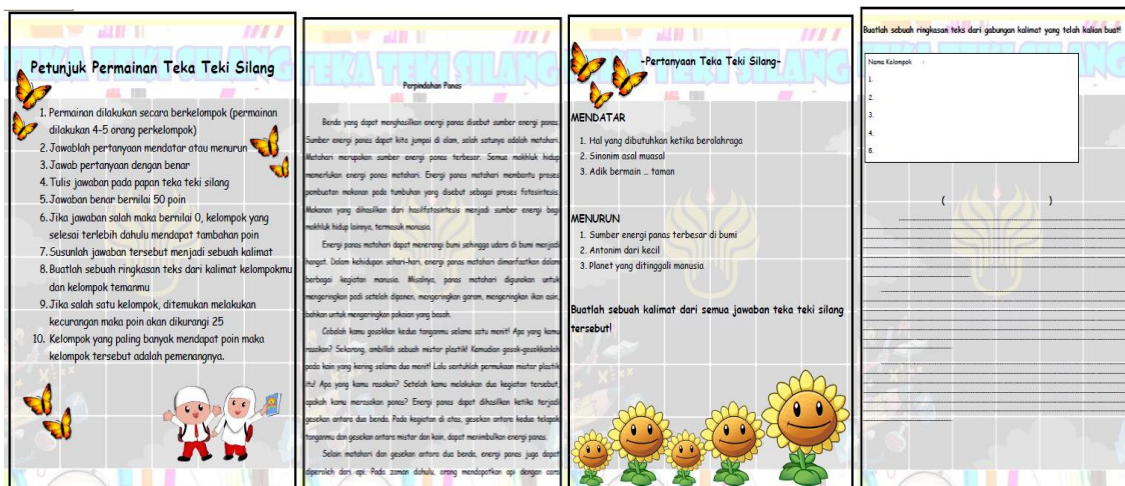 Petunjuk Permainan Teka Teki Silang
1. Permainan dilakukan secara berkelompok (permainan
dilakukan 4-5 orang perkelompok)
2. Jawablah pertanyaan mendatar atau menurun
3. Jawab pertanyaan dengan benar
4. Tulis jawaban pada papan teka teki silang
5. Jawaban benar bernilai 50 poin
6. Jika jawaban salah maka bernilai 0, kelompok yang
selesai terlebih dahulu mendapat tambahan poin
7. Susunlah jawaban tersebut menjadi sebuah kalimat
8. Buatlah sebuah ringkasan teks dari kalimat kelompokmu
dan kelompok temanmu
9. Jika salah satu kelompok, ditemukan melakukan
kecurangan maka poin akan dikurangi 25
10. Kelompok yang paling banyak mendapat poin maka
kelompok tersebut adalah pemenangnya.
TEKA TEKI SILANG
Perpindahan Panas
Benda yang dapat menghasilkan energi panas disebut sumber energi panas.
Sumber energi panas dapat kita jumpai di alam, salah satunya adalah matahari.
Matahari merupakan sumber energi panas terbesar. Semua makhluk hidup
memerlukan energi panas matahari. Energi panas matahari membantu proses
pembuatan makanan pada tumbuhan yang disebut sebagai proses fotosintesis.
Makanan yang dihasilkan dari hasilfotosintesis menjadi sumber energi bagi
makhluk hidup lainnya, termasuk manusia.
Energi panas matahari dapat menerangi bumi sehingga udara di bumi menjadi
hangat. Dalam kehidupan sehari-hari, energi panas matahari dimanfaatkan dalam
berbagai kegiatan manusia. Misalnya, panas matahari digunakan untuk
mengeringkan padi setelah dipanen, mengeringkan garam, mengeringkan ikan asin,
bahkan untuk mengeringkan pakaian yang basah.
Cobalah kamu gosokkan kedua tanganmu selama satu menit! Apa yang kamu
rasakan? Sekarang, ambillah sebuah mistar plastik! Kemudian gosok-gosokkanlah
pada kain yang kering selama dua menit! Lalu sentuhlah permukaan mistar plastik
itu! Apa yang kamu rasakan? Setelah kamu melakukan dua kegiatan tersebut,
apakah kamu merasakan panas? Energi panas dapat dihasilkan ketika terjadi
gesekan antara dua benda. Pada kegiatan di atas, gesekan antara kedua telapak
tanganmu dan gesekan antara mistar dan kain, dapat menimbulkan energi panas.
Selain matahari dan gesekan antara dua benda, energi panas juga dapat
diperoleh dari api. Pada zaman dahulu, orang mendapatkan api dengan cara
-Pertanyaan Teka Teki Silang-
MENDATAR
1. Hal yang dibutuhkan ketika berolahraga
2. Sinonim asal muasal
3. Adik bermain ... taman
MENURUN
1. Sumber energi panas terbesar di bumi
2. Antonim dari kecil
3. Planet yang ditinggali manusia
Buatlah sebuah kalimat dari semua jawaban teka teki silang
tersebut!
Buatlah sebuah ringkasan teks dari gabungan kalimat yang telah kalian buat!
Nama Kelompok :
1.
2.
3.
4.
5.
( )